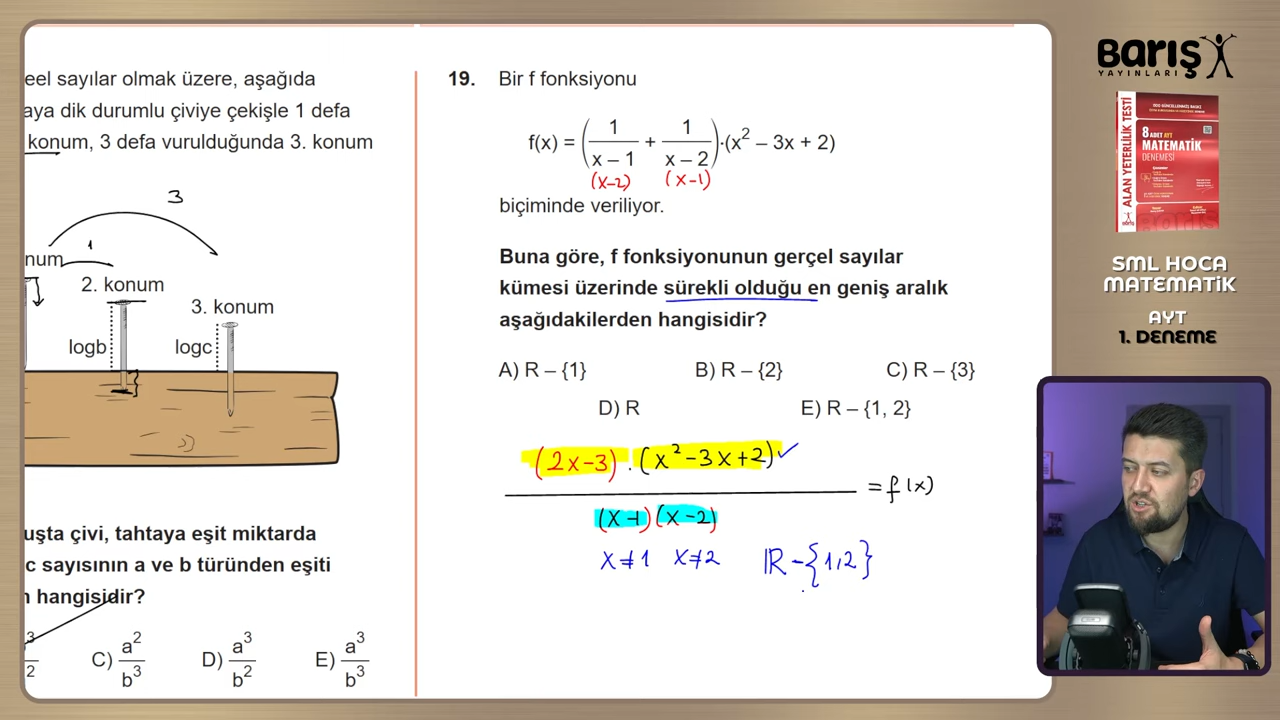 eel sayılar olmak üzere, aşağıda
aya dik durumlu çiviye çekişle 1 defa
konum, 3 defa vurulduğunda 3. konum
3
1
num
2. konum
3. konum
logb
logc
uşta çivi, tahtaya eşit miktarda
c sayısının a ve b türünden eşiti
n hangisidir?
3
2
C) a²/b³ D) a³/b² E) a³/b³
19. Bir f fonksiyonu
f(x) = (1/(x – 1) + 1/(x – 2))·(x² – 3x + 2)
(x-2) (x-1)
biçiminde veriliyor.
Buna göre, f fonksiyonunun gerçel sayılar
kümesi üzerinde sürekli olduğu en geniş aralık
aşağıdakilerden hangisidir?
A) R – {1} B) R – {2} C) R – {3}
D) R E) R – {1, 2}
(2x-3) · (x²-3x+2)
= f(x)
(x-1) (x-2)
x≠1 x≠2 R-{1,2}
BARIŞ
YAYINLARI
ALAN YETERLİLİK TESTİ
8 ADET AYT
MATEMATİK
DENEMESİ
BARIŞ
SML HOCA
MATEMATİK
AYT
1. DENEME